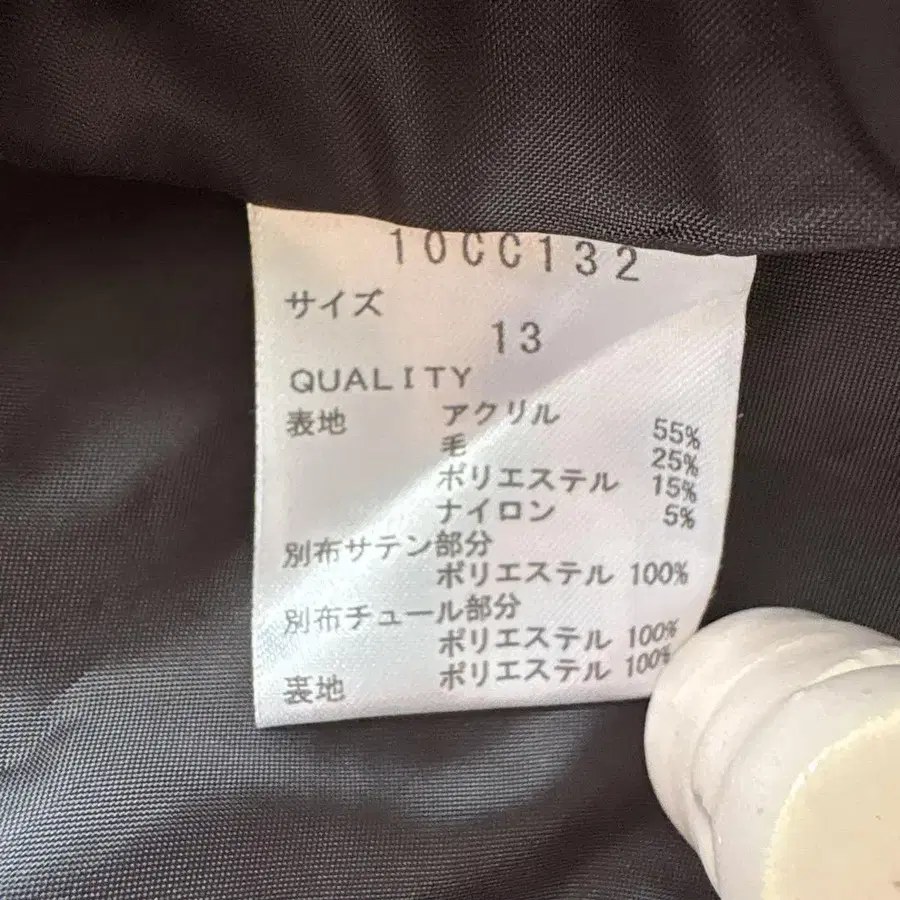 10CC132
サイズ
13
QUALITY
表地 アクリル 55%
毛 25%
ポリエステル 15%
ナイロン 5%
別布サテン部分
ポリエステル 100%
別布チュール部分
ポリエステル 100%
裏地 ポリエステル 100%